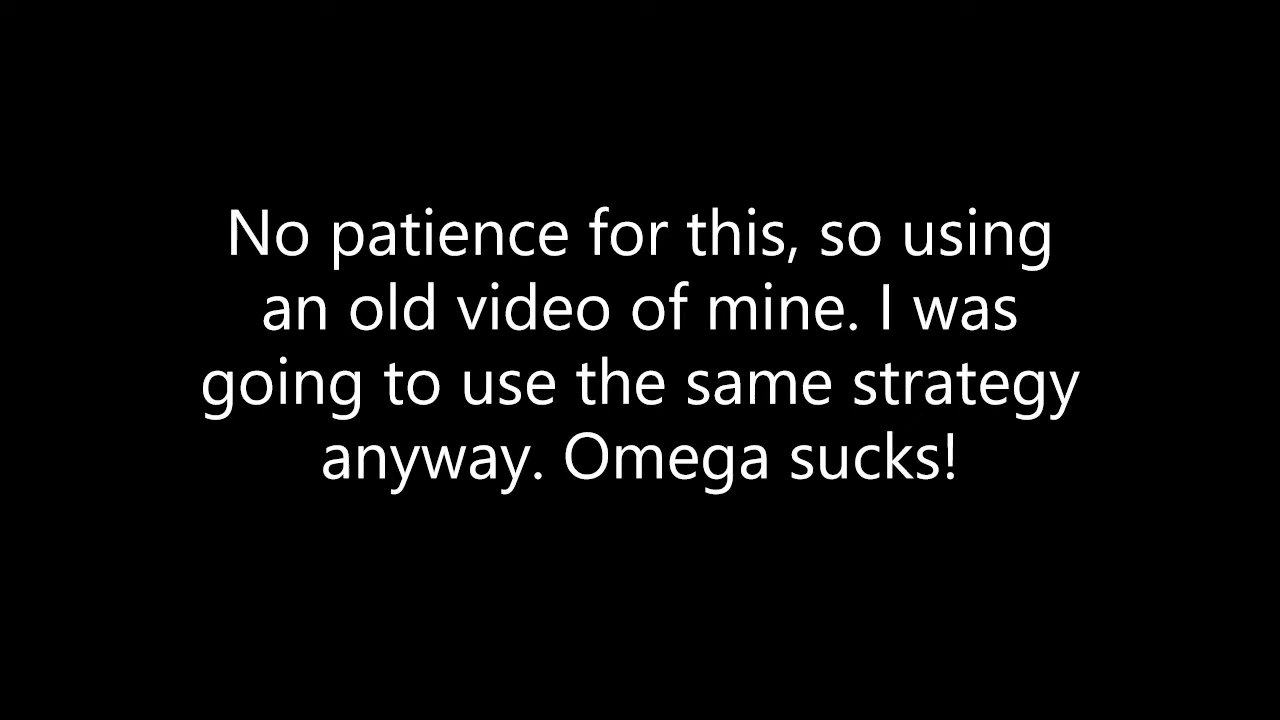 No patience for this, so using
an old video of mine. I was
going to use the same strategy
anyway. Omega sucks!